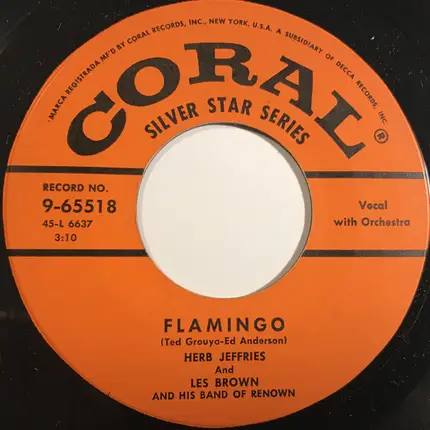 MARCA REGISTRADA MF'D BY CORAL RECORDS, INC., NEW YORK, U.S.A., A SUBSIDIARY OF DECCA RECORDS, INC.
CORAL®
SILVER STAR SERIES
RECORD NO.
9-65518
45-L 6637
3:10
Vocal
with Orchestra
FLAMINGO
(Ted Grouya-Ed Anderson)
HERB JEFFRIES
And
LES BROWN
AND HIS BAND OF RENOWN